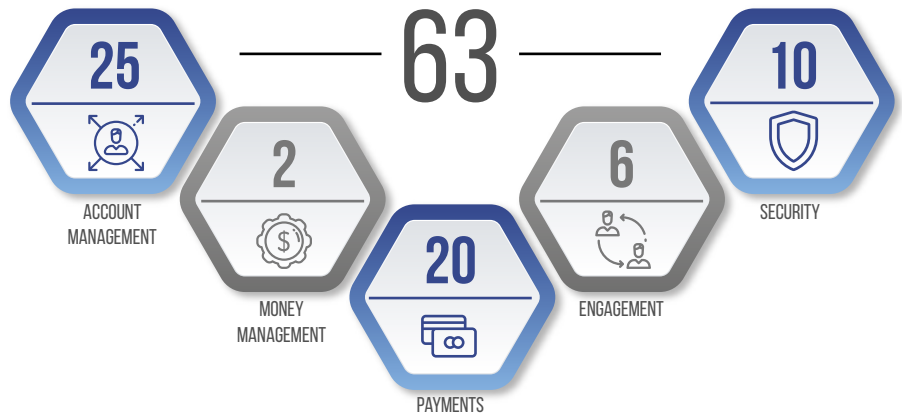 63
25
ACCOUNT
MANAGEMENT
2
$
MONEY
MANAGEMENT
20
PAYMENTS
6
ENGAGEMENT
10
SECURITY